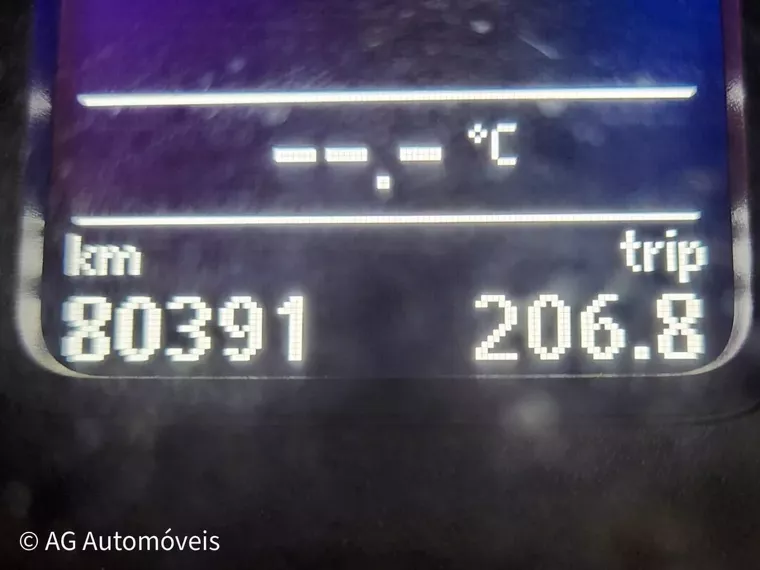 --.- °C
km trip
80391 206.8
© AG Automóveis